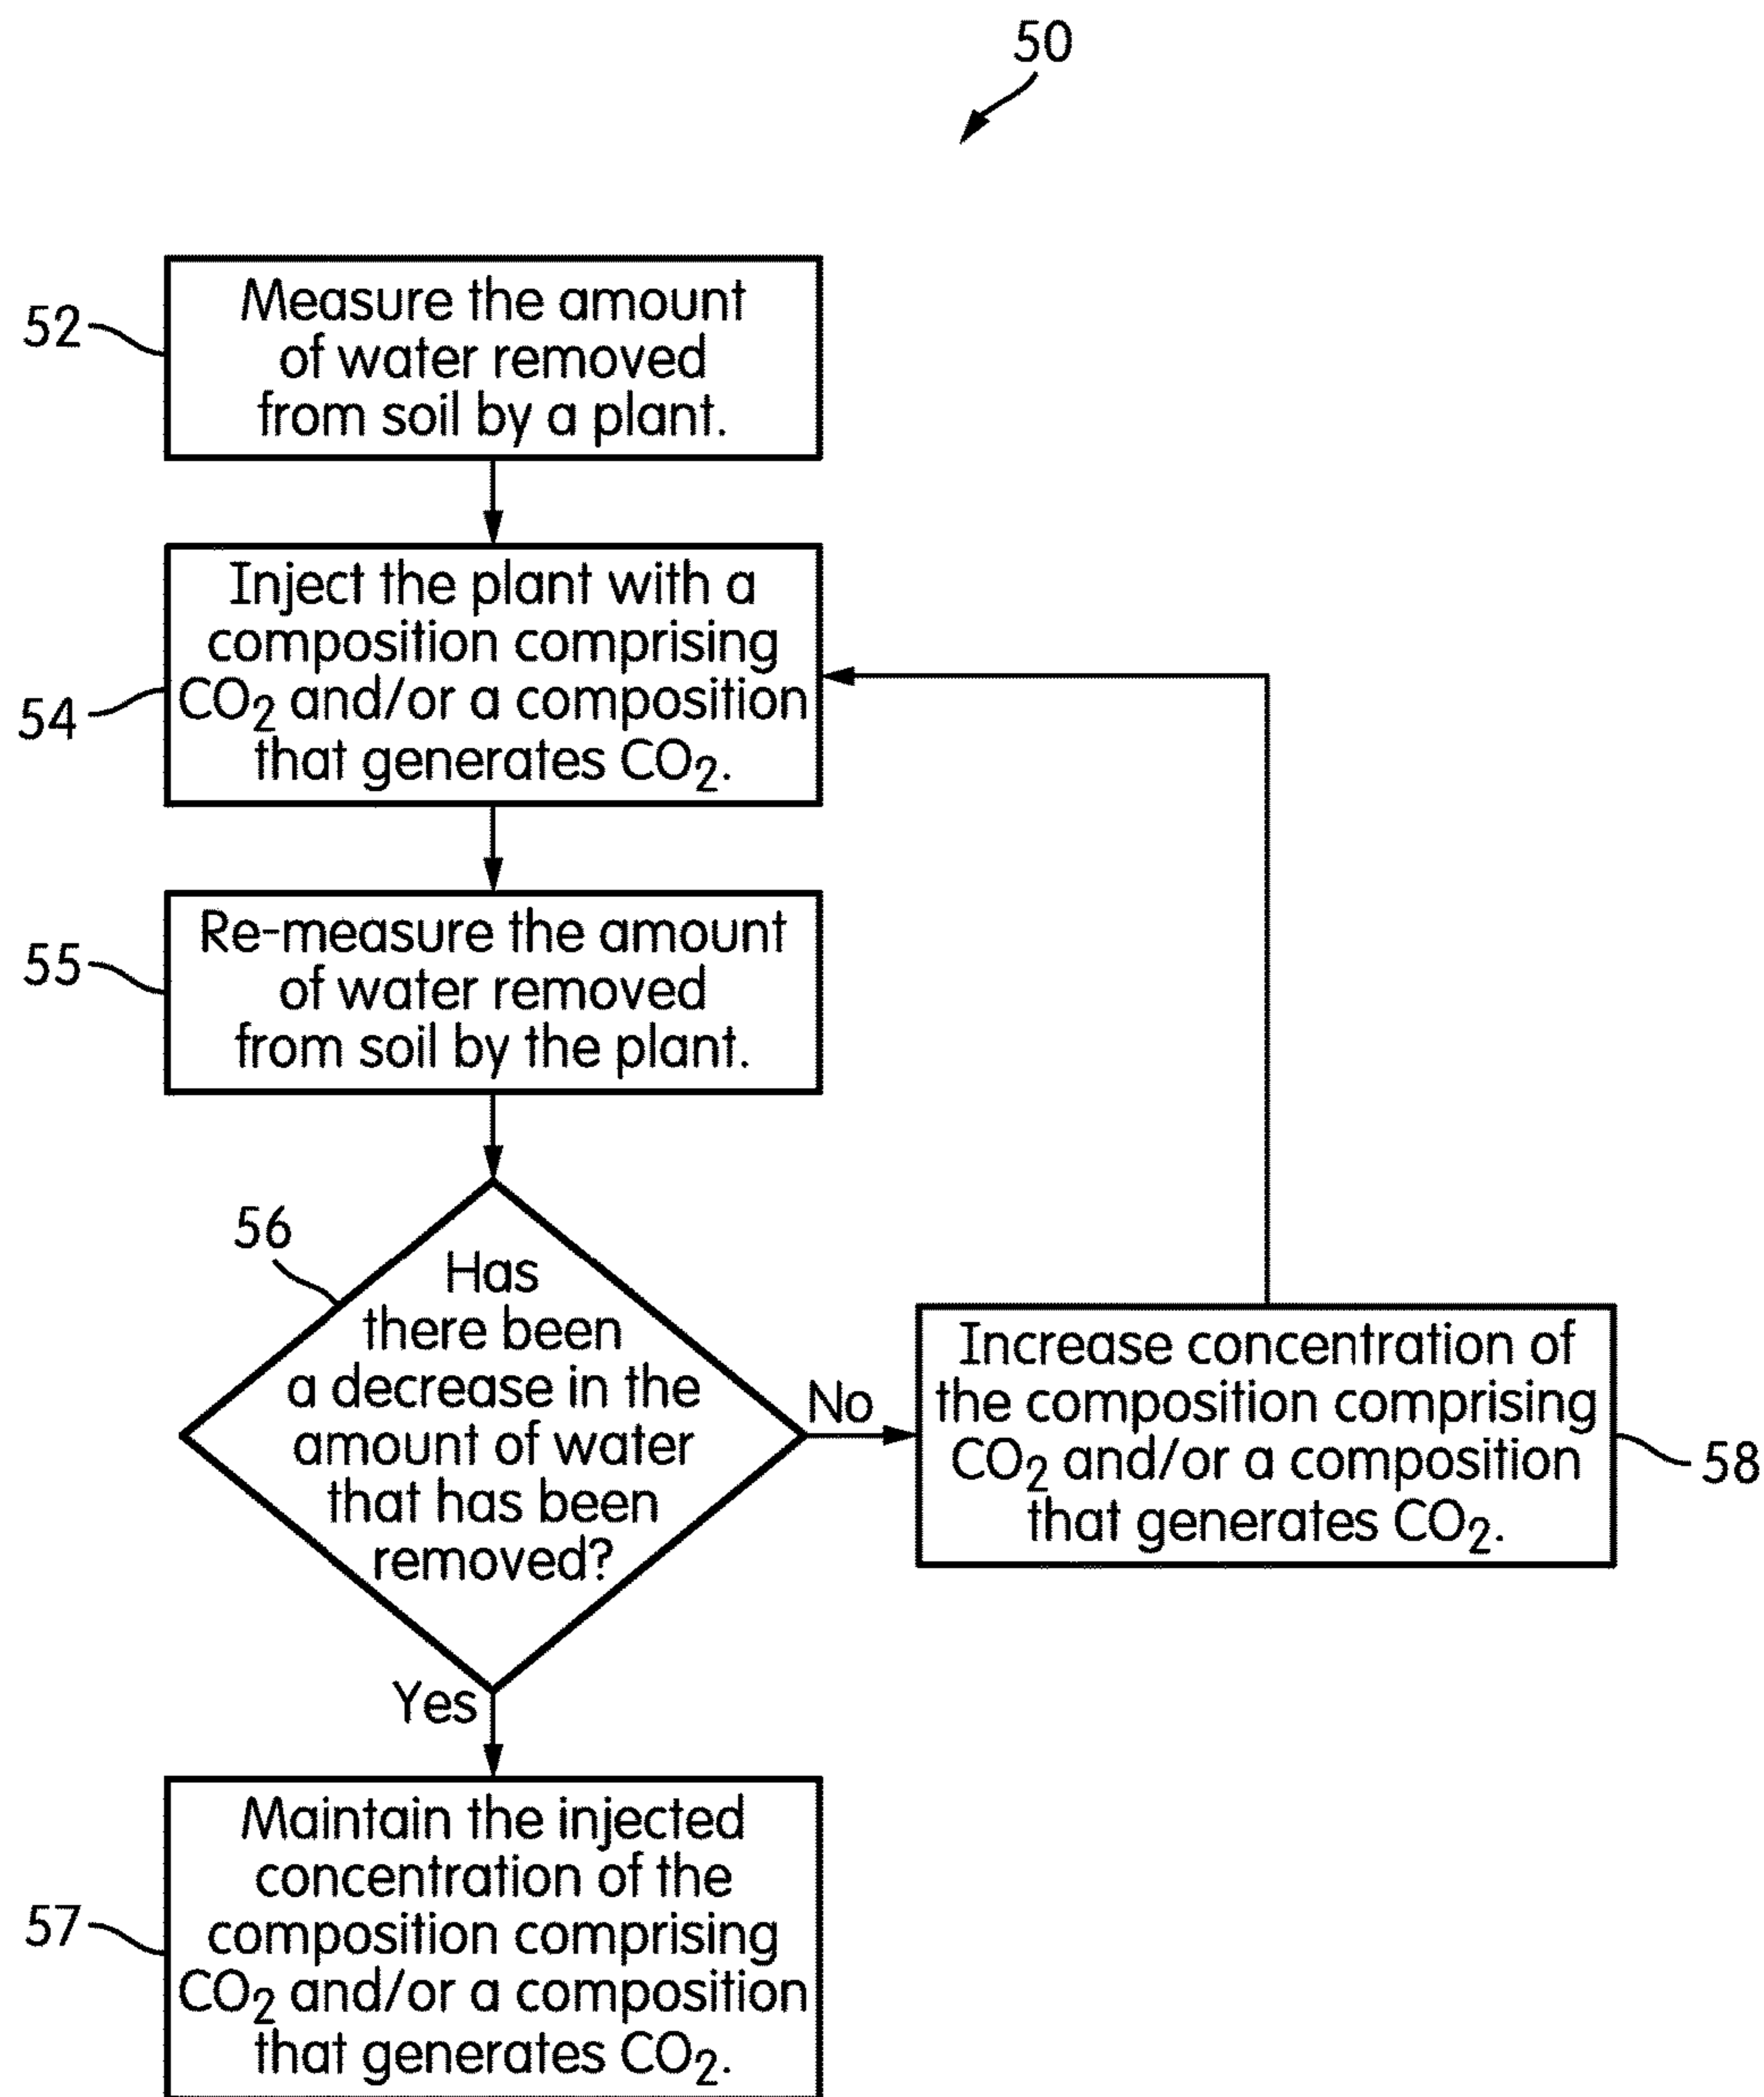 50
52
Measure the amount
of water removed
from soil by a plant.
54
Inject the plant with a
composition comprising
CO₂ and/or a composition
that generates CO₂.
55
Re-measure the amount
of water removed
from soil by the plant.
56
Has
there been
a decrease in the
amount of water
that has been
removed?
No
Increase concentration of
the composition comprising
CO₂ and/or a composition
that generates CO₂.
58
Yes
57
Maintain the injected
concentration of the
composition comprising
CO₂ and/or a composition
that generates CO₂.